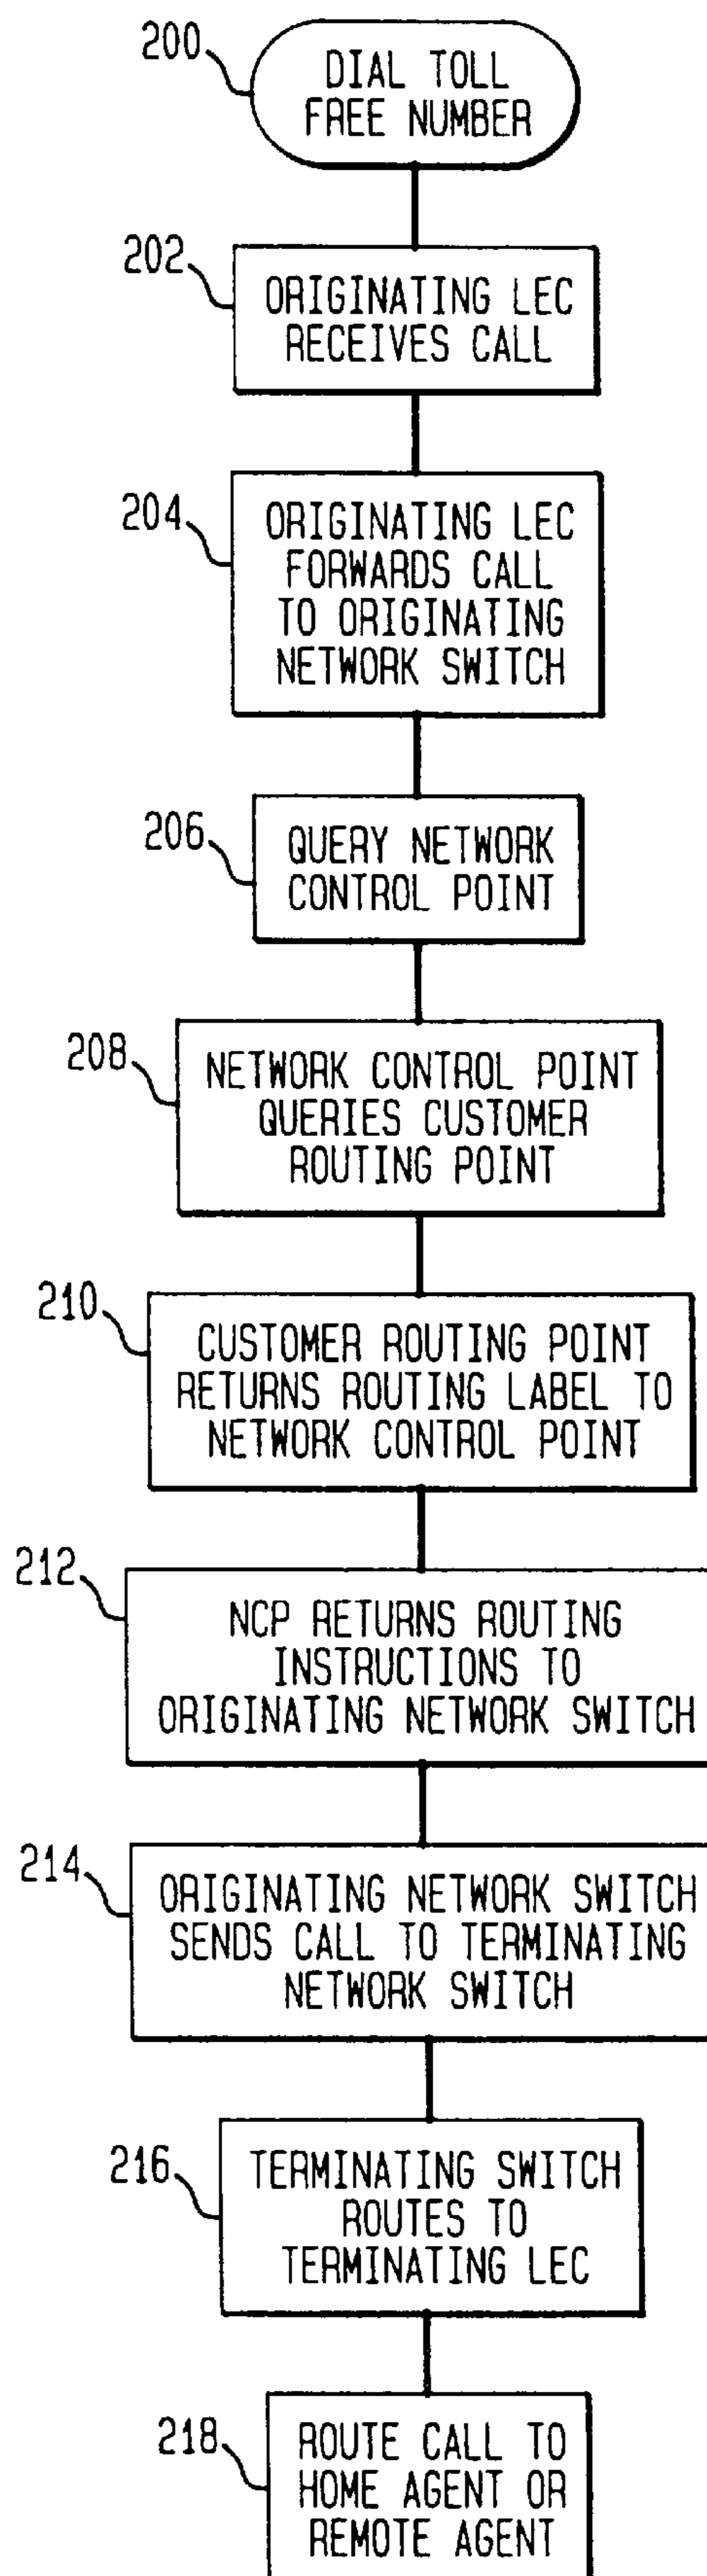 200
DIAL TOLL
FREE NUMBER
202
ORIGINATING LEC
RECEIVES CALL
204
ORIGINATING LEC
FORWARDS CALL
TO ORIGINATING
NETWORK SWITCH
206
QUERY NETWORK
CONTROL POINT
208
NETWORK CONTROL POINT
QUERIES CUSTOMER
ROUTING POINT
210
CUSTOMER ROUTING POINT
RETURNS ROUTING LABEL TO
NETWORK CONTROL POINT
212
NCP RETURNS ROUTING
INSTRUCTIONS TO
ORIGINATING NETWORK SWITCH
214
ORIGINATING NETWORK SWITCH
SENDS CALL TO TERMINATING
NETWORK SWITCH
216
TERMINATING SWITCH
ROUTES TO
TERMINATING LEC
218
ROUTE CALL TO
HOME AGENT OR
REMOTE AGENT